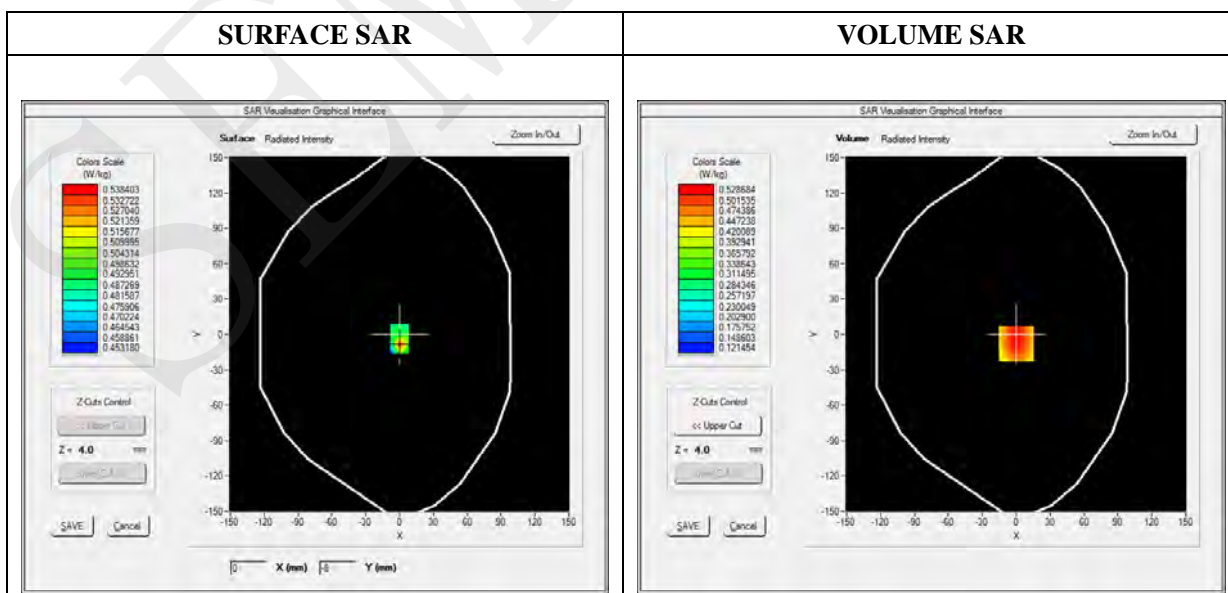 SURFACE SAR
VOLUME SAR
SAR Visualisation Graphical Interface
Surface Radiated Intensity
Zoom In/Out
Colors Scale
(W/kg)
0.538403
0.532722
0.527040
0.521359
0.515677
0.509995
0.504314
0.498632
0.492951
0.487269
0.481587
0.475906
0.470224
0.464543
0.458861
0.453180
150
120
90
60
30
0
-30
-60
-90
-120
-150
Y
-150 -120 -90 -60 -30 0 30 60 90 120 150
X
Z-Cuts Control
<< Upper Cut
Z = 4.0 mm
SAVE
Cancel
0 X (mm) -8 Y (mm)
SAR Visualisation Graphical Interface
Volume Radiated Intensity
Zoom In/Out
Colors Scale
(W/kg)
0.528684
0.501535
0.474386
0.447238
0.420089
0.392941
0.365792
0.338643
0.311495
0.284346
0.257197
0.230049
0.202900
0.175752
0.148603
0.121454
150
120
90
60
30
0
-30
-60
-90
-120
-150
Y
-150 -120 -90 -60 -30 0 30 60 90 120 150
X
Z-Cuts Control
<< Upper Cut
Z = 4.0 mm
SAVE
Cancel